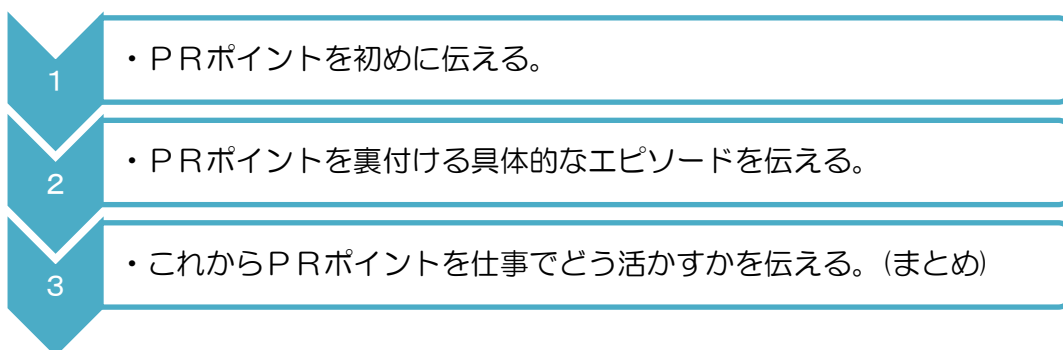 1
・ＰＲポイントを初めに伝える。
2
・ＰＲポイントを裏付ける具体的なエピソードを伝える。
3
・これからＰＲポイントを仕事でどう活かすかを伝える。(まとめ)